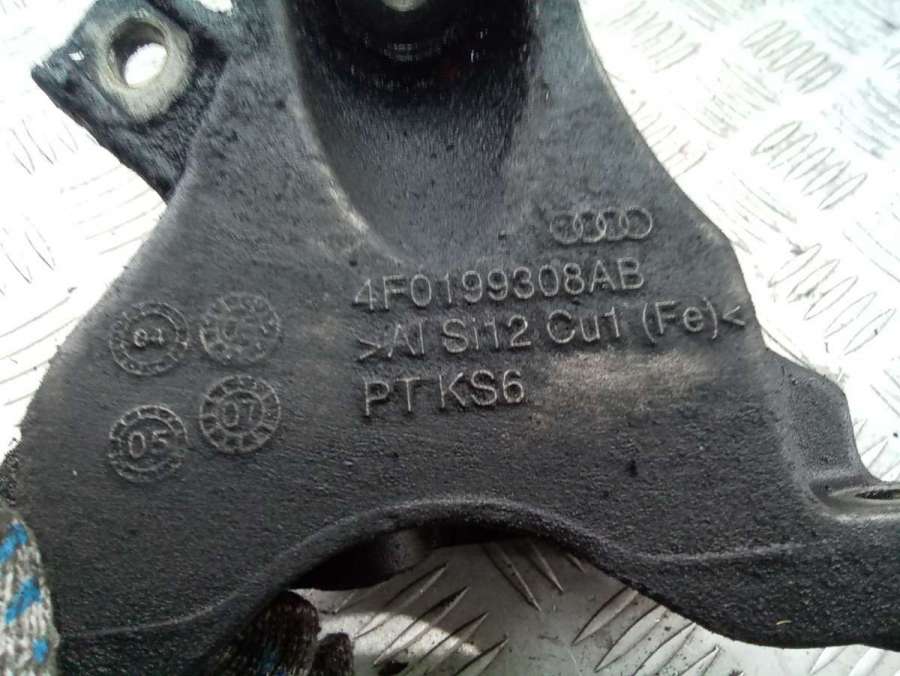 4F0199308AB
>Al Si12 Cu1 (Fe)<
PT KS6
04
05
07